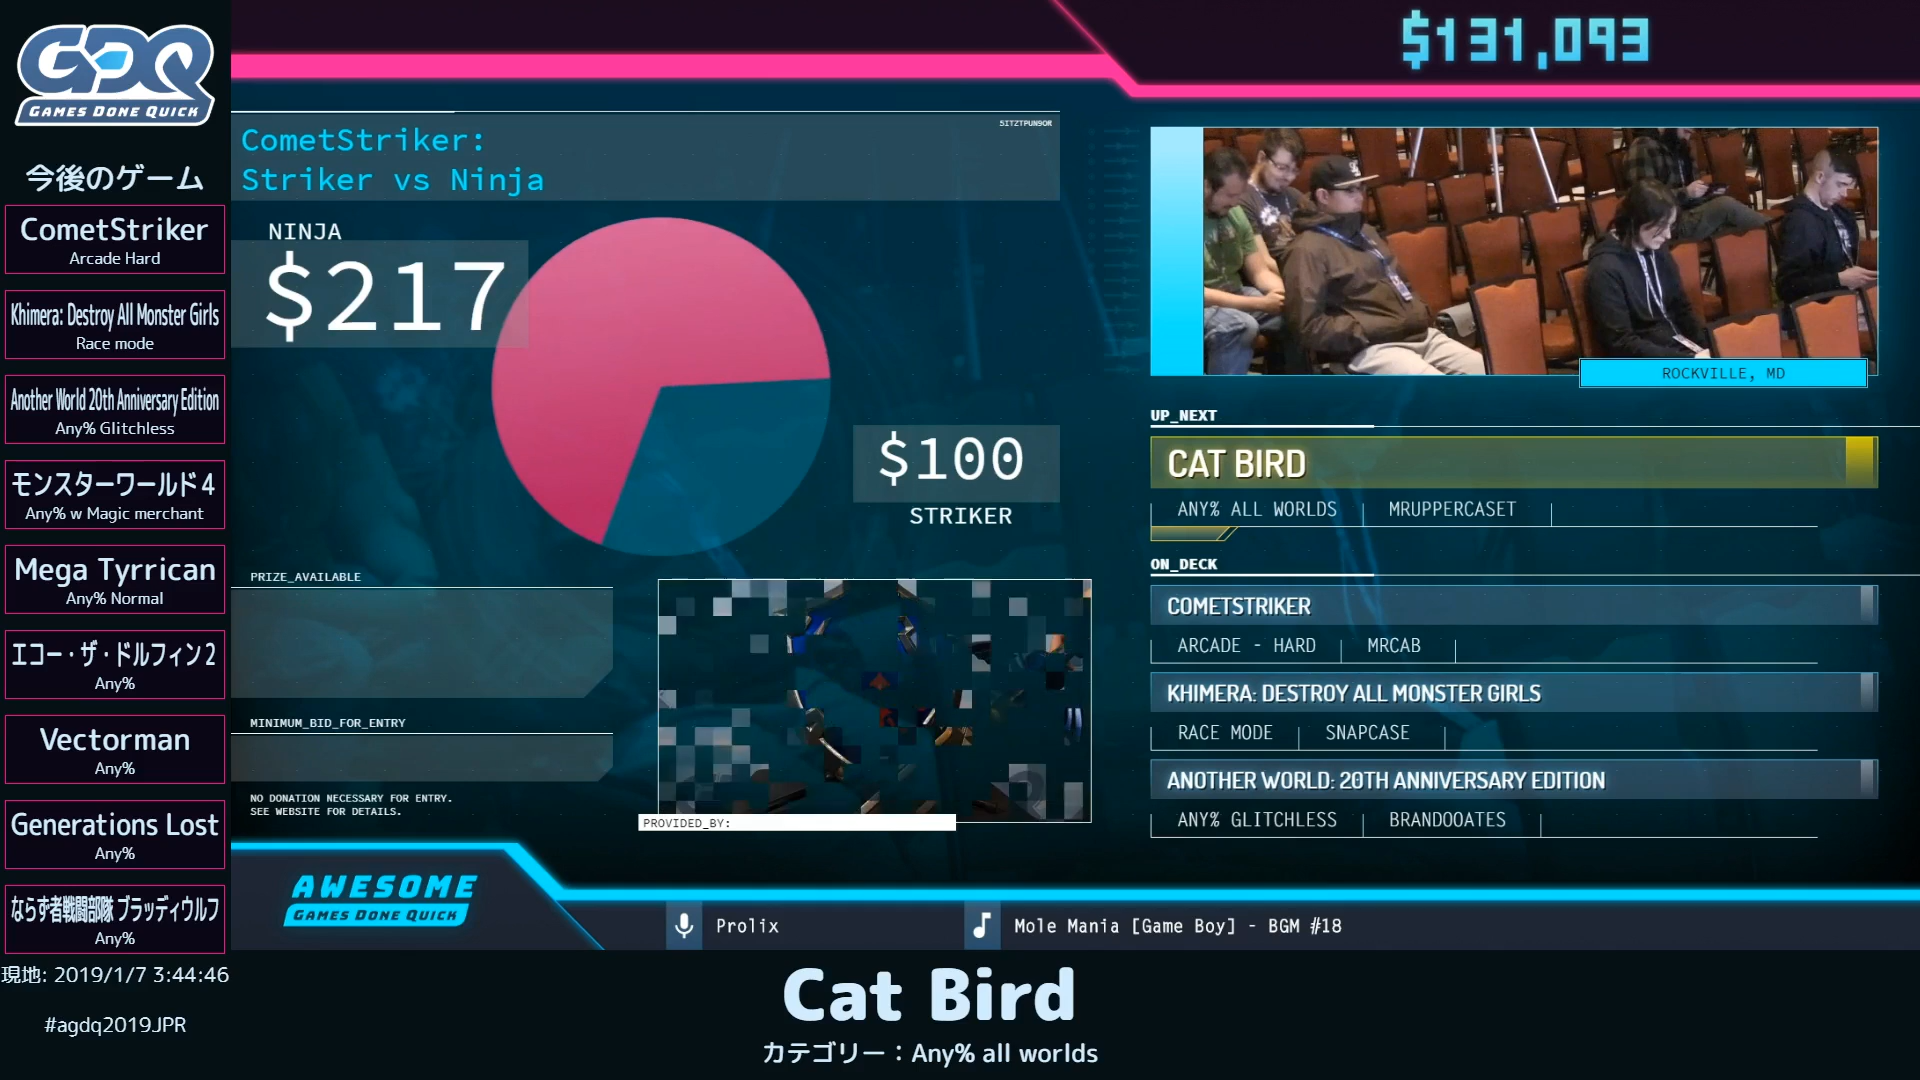 GDQ
GAMES DONE QUICK
今後のゲーム
CometStriker
Arcade Hard
Khimera: Destroy All Monster Girls
Race mode
Another World 20th Anniversary Edition
Any% Glitchless
モンスターワールド4
Any% w Magic merchant
Mega Tyrrican
Any% Normal
エコー・ザ・ドルフィン2
Any%
Vectorman
Any%
Generations Lost
Any%
ならず者戦闘部隊 ブラッディウルフ
Any%
現地: 2019/1/7 3:44:46
#agdq2019JPR
$131,093
CometStriker:
Striker vs Ninja
NINJA
$217
$100
STRIKER
PRIZE_AVAILABLE
MINIMUM_BID_FOR_ENTRY
NO DONATION NECESSARY FOR ENTRY.
SEE WEBSITE FOR DETAILS.
PROVIDED_BY:
ROCKVILLE, MD
UP_NEXT
CAT BIRD
ANY% ALL WORLDS MRUPPERCASET
ON_DECK
COMETSTRIKER
ARCADE - HARD MRCAB
KHIMERA: DESTROY ALL MONSTER GIRLS
RACE MODE SNAPCASE
ANOTHER WORLD: 20TH ANNIVERSARY EDITION
ANY% GLITCHLESS BRANDOOATES
AWESOME
GAMES DONE QUICK
Prolix
Mole Mania [Game Boy] - BGM #18
Cat Bird
カテゴリー：Any% all worlds